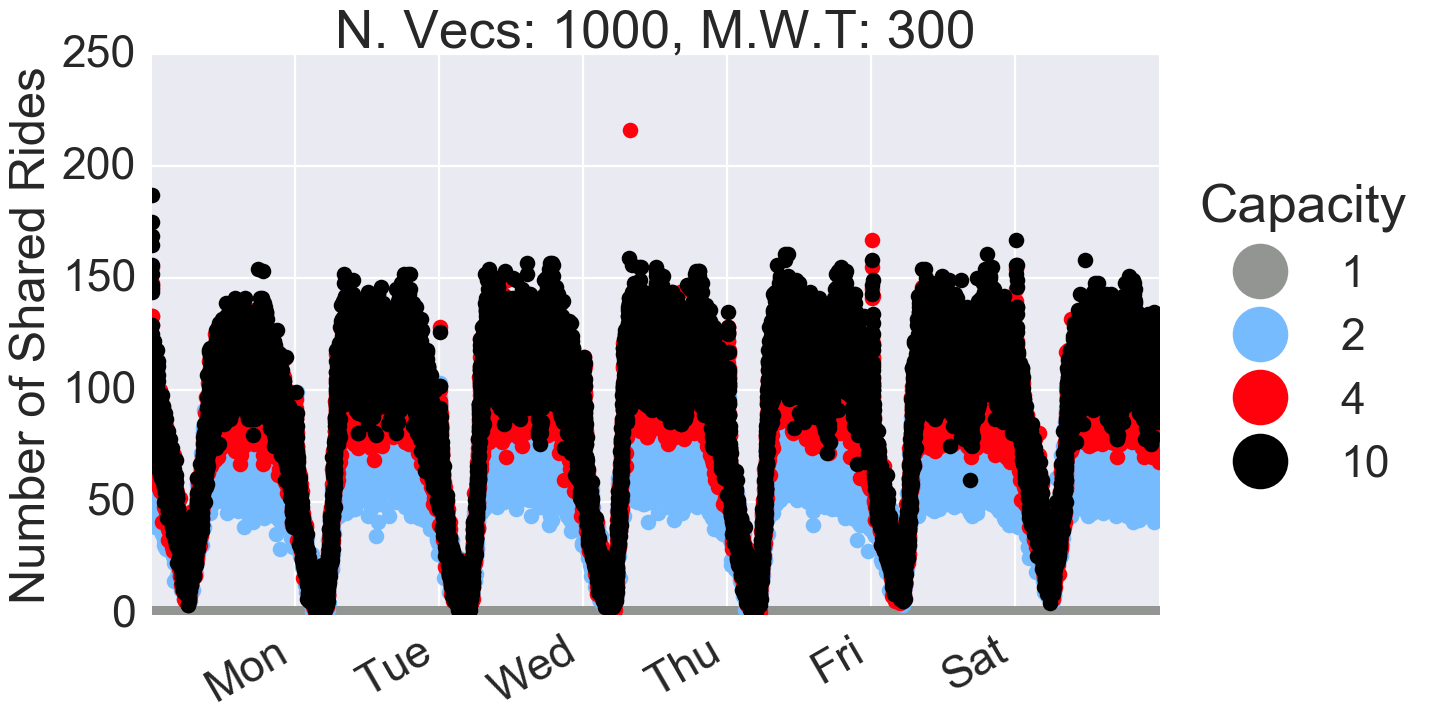 N. Vecs: 1000, M.W.T: 300
Number of Shared Rides
250
200
150
100
50
0
Mon
Tue
Wed
Thu
Fri
Sat
Capacity
1
2
4
10